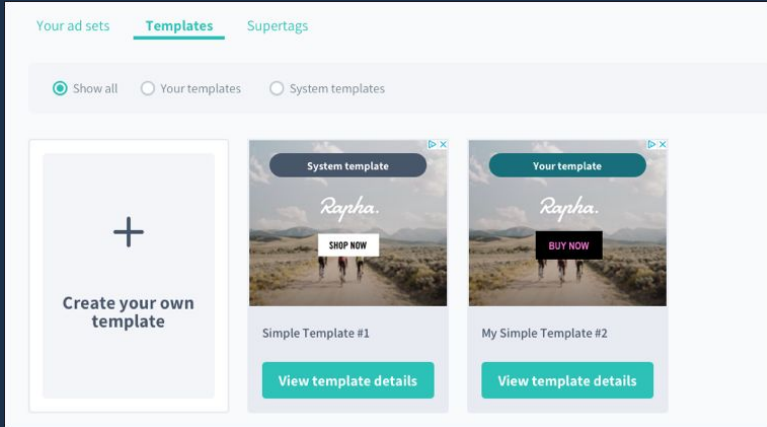 Your ad sets
Templates
Supertags
Show all
Your templates
System templates
Create your own
template
System template
Rapha.
SHOP NOW
Simple Template #1
View template details
Your template
Rapha.
BUY NOW
My Simple Template #2
View template details